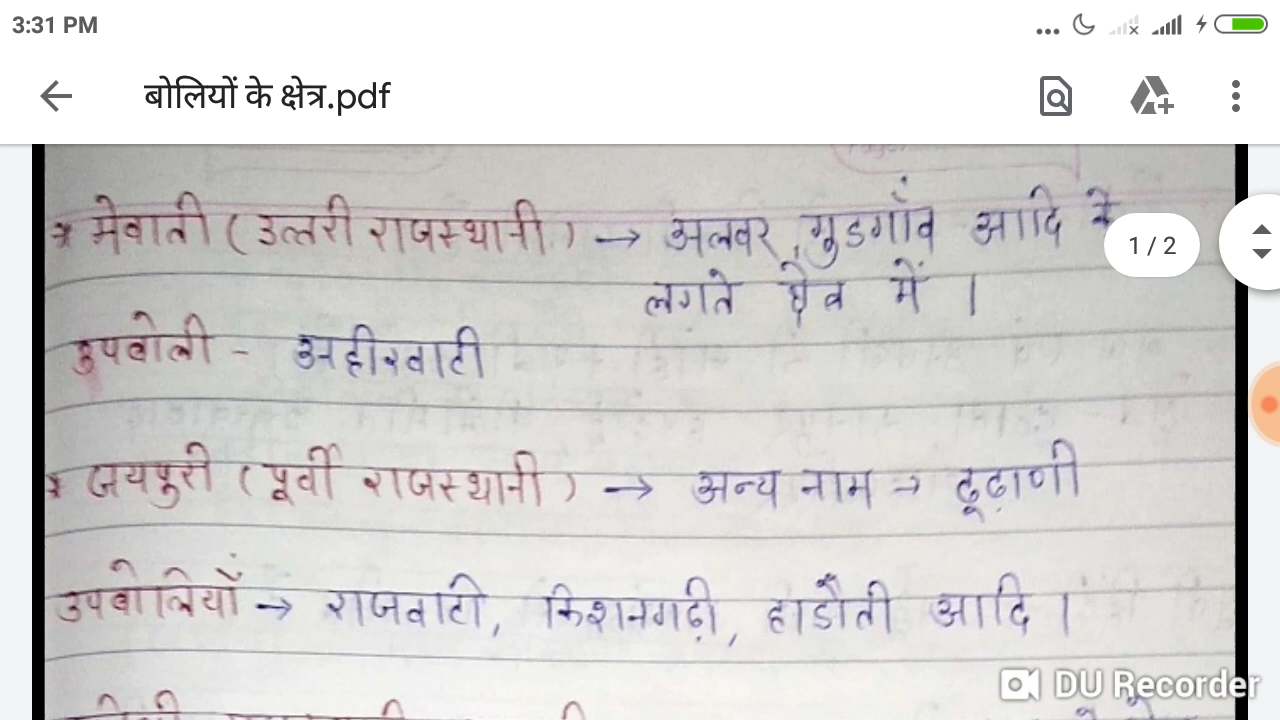 3:31 PM
बोलियों के क्षेत्र.pdf
* मेवाती (उत्तरी राजस्थानी) → अलवर, गुडगाँव आदि के
1 / 2
लगते क्षेत्र में ।
उपबोली - अहीरवाटी
* जयपुरी (पूर्वी राजस्थानी) → अन्य नाम → ढूढ़ाणी
उपबोलियाँ → राजवाटी, किशनगढ़ी, हाडौती आदि ।
DU Recorder